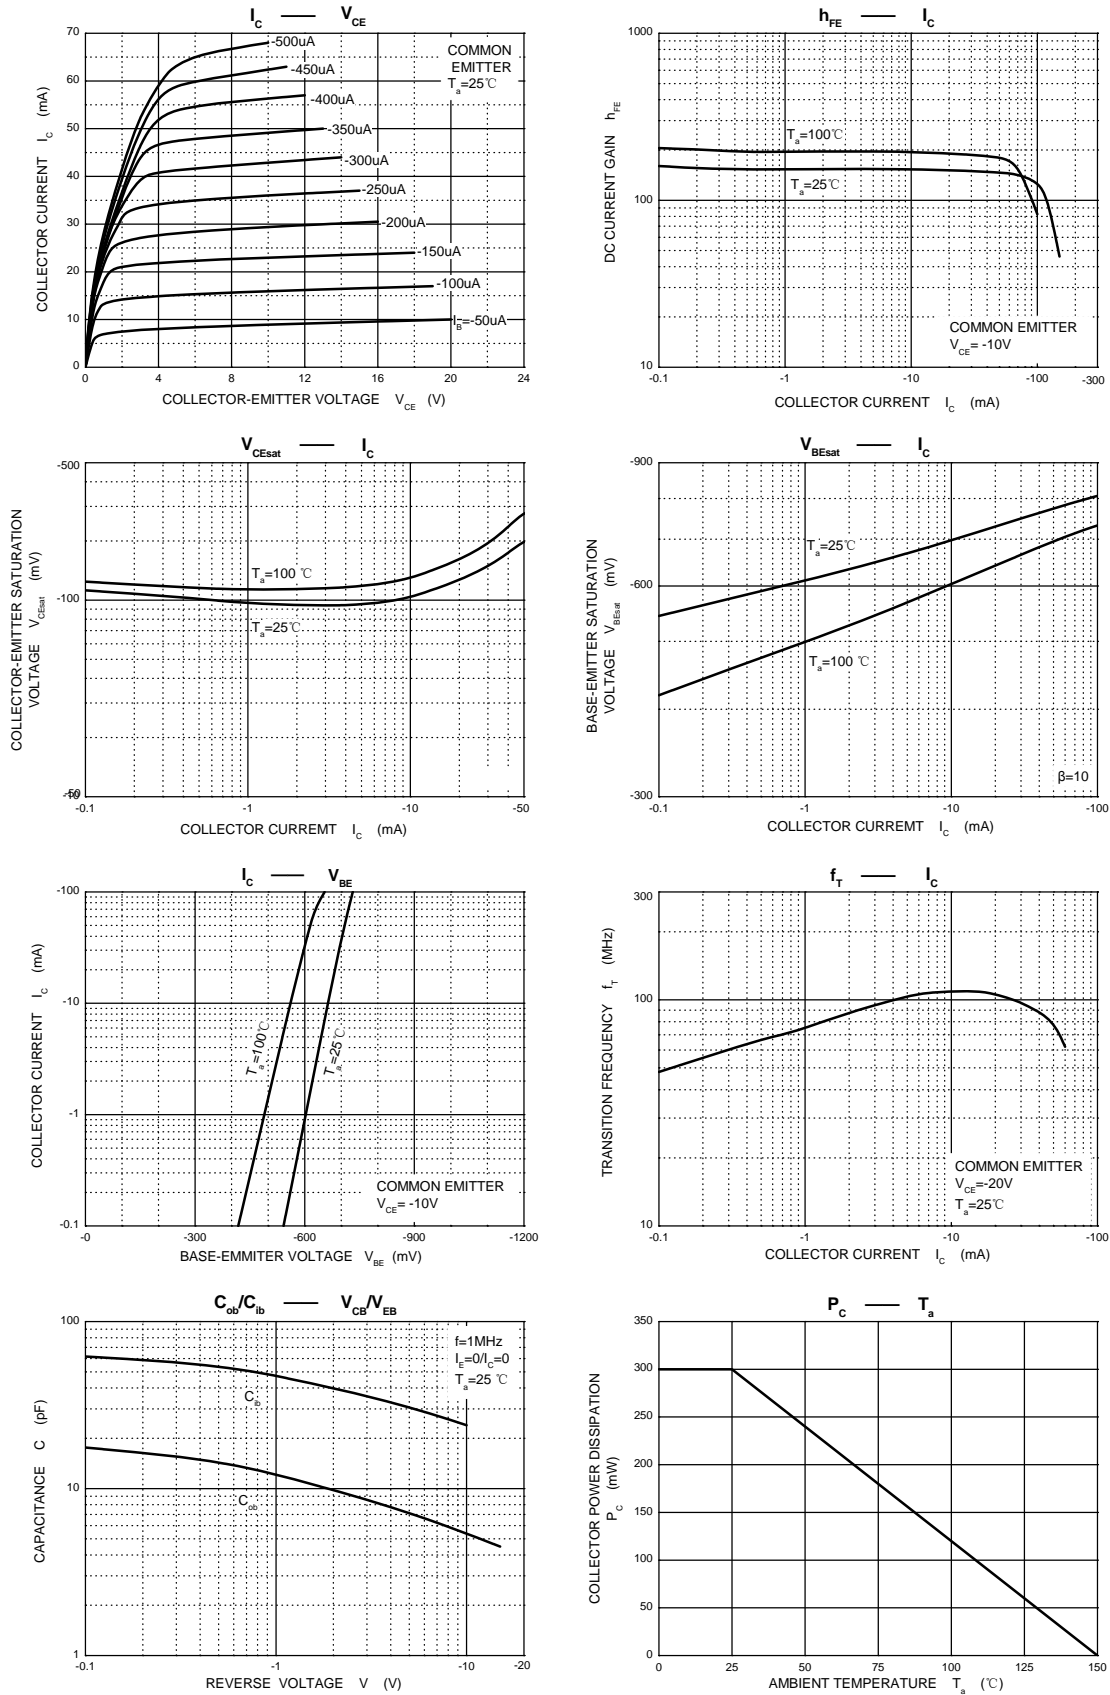 I_C —— V_CE
COLLECTOR CURRENT I_C (mA)
70
60
50
40
30
20
10
0
-500uA
-450uA
-400uA
-350uA
-300uA
-250uA
-200uA
-150uA
-100uA
I_B=-50uA
COMMON
EMITTER
T_a=25℃
0 4 8 12 16 20 24
COLLECTOR-EMITTER VOLTAGE V_CE (V)
h_FE —— I_C
DC CURRENT GAIN h_FE
1000
100
10
T_a=100℃
T_a=25℃
COMMON EMITTER
V_CE= -10V
-0.1 -1 -10 -100 -300
COLLECTOR CURRENT I_C (mA)
V_CEsat —— I_C
COLLECTOR-EMITTER SATURATION
VOLTAGE V_CEsat (mV)
-500
-100
T_a=100 ℃
T_a=25℃
-0.1 -1 -10 -50
COLLECTOR CURREMT I_C (mA)
V_BEsat —— I_C
BASE-EMITTER SATURATION
VOLTAGE V_BEsat (mV)
-900
-600
-300
T_a=25℃
T_a=100 ℃
β=10
-0.1 -1 -10 -100
COLLECTOR CURREMT I_C (mA)
I_C —— V_BE
COLLECTOR CURRENT I_C (mA)
-100
-10
-1
-0.1
T_a=100℃
T_a=25℃
COMMON EMITTER
V_CE= -10V
-0 -300 -600 -900 -1200
BASE-EMMITER VOLTAGE V_BE (mV)
f_T —— I_C
TRANSITION FREQUENCY f_T (MHz)
300
100
10
COMMON EMITTER
V_CE=-20V
T_a=25℃
-0.1 -1 -10 -100
COLLECTOR CURRENT I_C (mA)
C_ob/C_ib —— V_CB/V_EB
CAPACITANCE C (pF)
100
10
1
f=1MHz
I_E=0/I_C=0
T_a=25 ℃
C_ib
C_ob
-0.1 -1 -10 -20
REVERSE VOLTAGE V (V)
P_C —— T_a
COLLECTOR POWER DISSIPATION
P_C (mW)
350
300
250
200
150
100
50
0
0 25 50 75 100 125 150
AMBIENT TEMPERATURE T_a (℃)